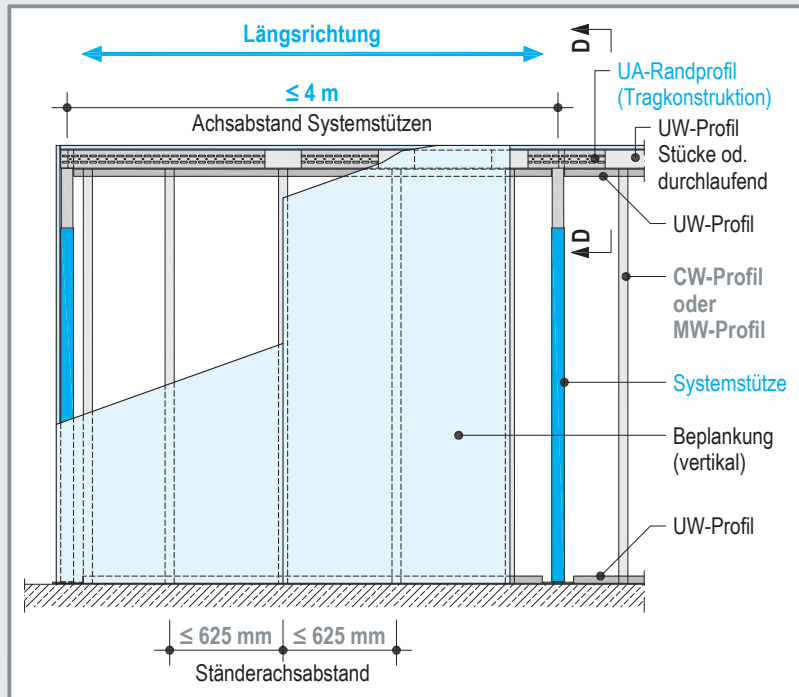 Längsrichtung
D
UA-Randprofil
(Tragkonstruktion)
≤ 4 m
Achsabstand Systemstützen
UW-Profil
Stücke od.
durchlaufend
UW-Profil
D
CW-Profil
oder
MW-Profil
Systemstütze
Beplankung
(vertikal)
UW-Profil
≤ 625 mm
≤ 625 mm
Ständerachsabstand